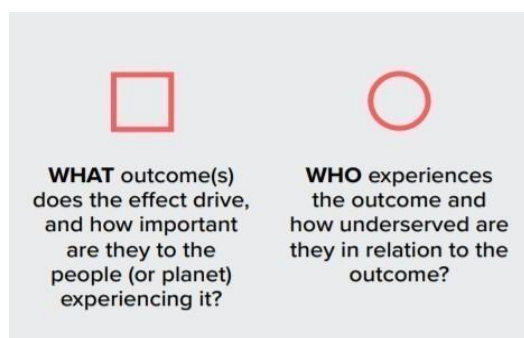 WHAT outcome(s)
does the effect drive,
and how important
are they to the
people (or planet)
experiencing it?
WHO experiences
the outcome and
how underserved are
they in relation to the
outcome?